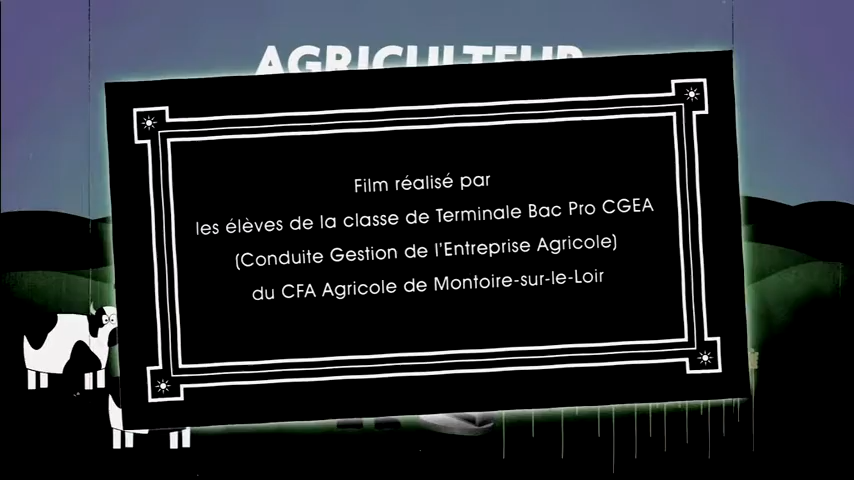 AGRICULTEUR
Film réalisé par
les élèves de la classe de Terminale Bac Pro CGEA
(Conduite Gestion de l'Entreprise Agricole)
du CFA Agricole de Montoire-sur-le-Loir